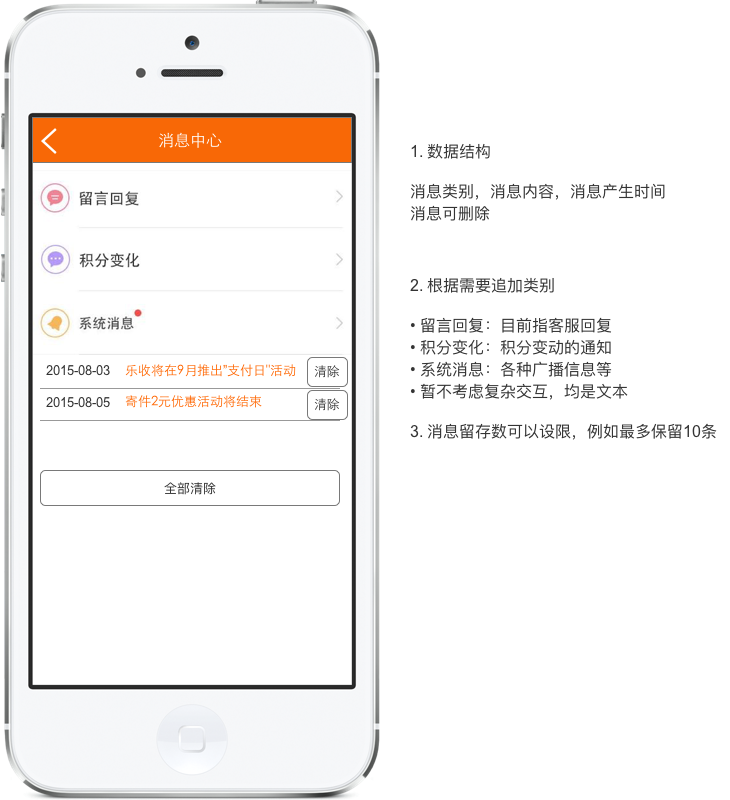 消息中心
留言回复
积分变化
系统消息
2015-08-03 乐收将在9月推出"支付日"活动 清除
2015-08-05 寄件2元优惠活动将结束 清除
全部清除
1. 数据结构
消息类别，消息内容，消息产生时间
消息可删除
2. 根据需要追加类别
• 留言回复：目前指客服回复
• 积分变化：积分变动的通知
• 系统消息：各种广播信息等
• 暂不考虑复杂交互，均是文本
3. 消息留存数可以设限，例如最多保留10条